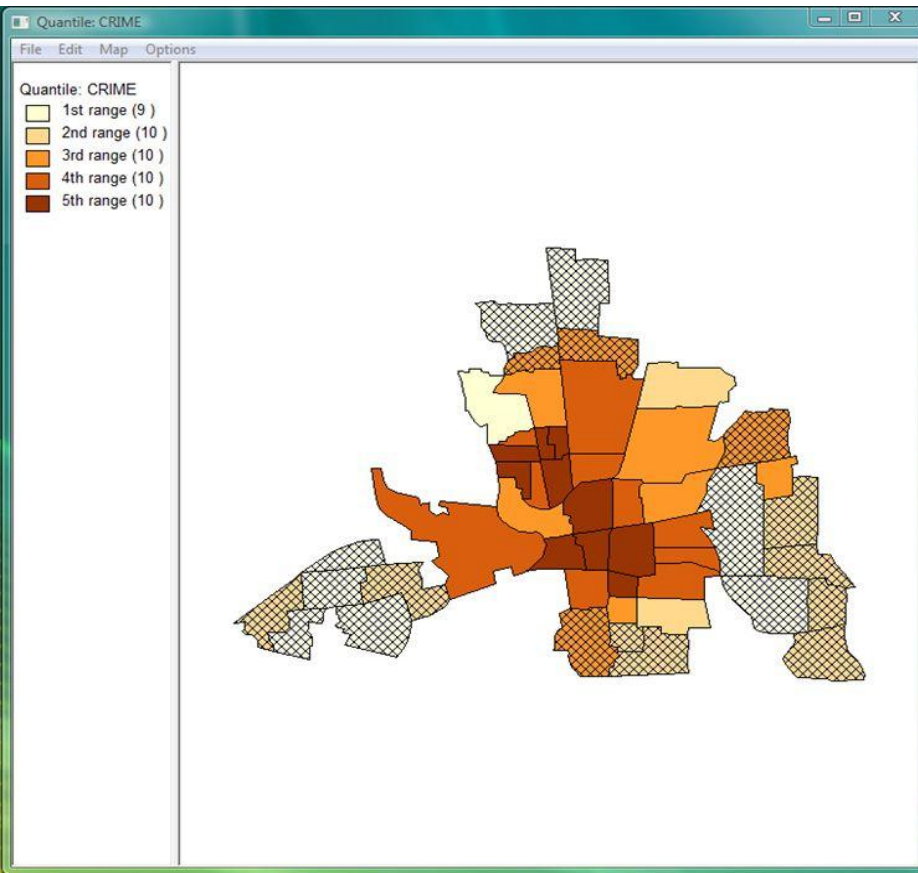 Quantile: CRIME
File Edit Map Options
Quantile: CRIME
1st range (9 )
2nd range (10 )
3rd range (10 )
4th range (10 )
5th range (10 )